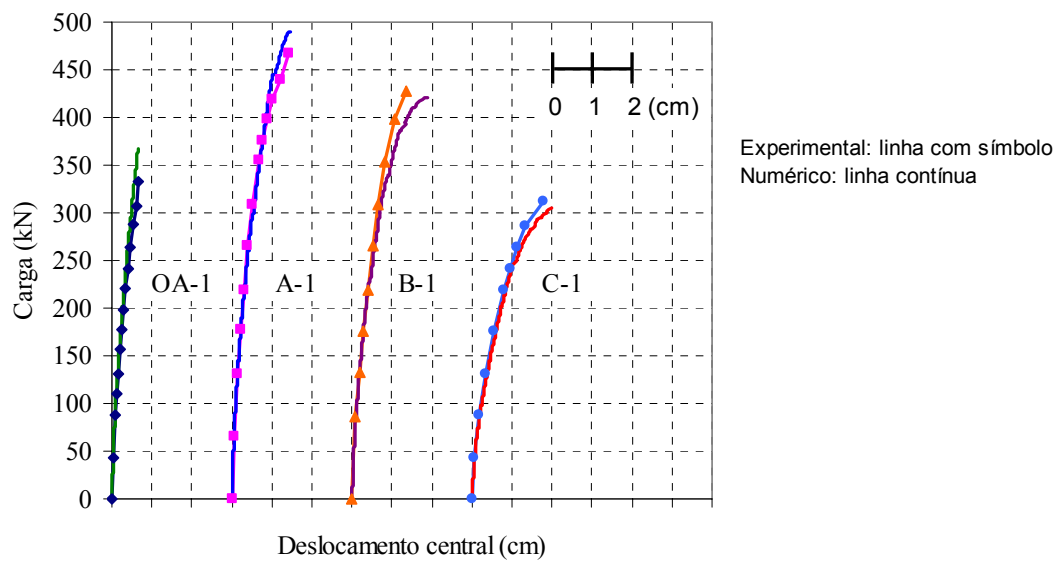 500
450
400
350
300
250
200
150
100
50
0
Carga (kN)
OA-1
A-1
B-1
C-1
0 1 2 (cm)
Deslocamento central (cm)
Experimental: linha com símbolo
Numérico: linha contínua